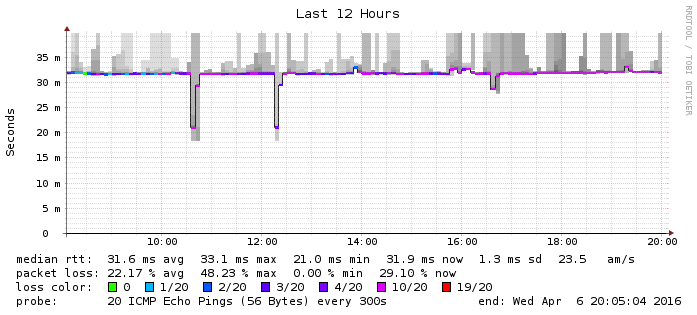 Last 12 Hours
RRDTOOL / TOBI OETIKER
Seconds
35 m
30 m
25 m
20 m
15 m
10 m
5 m
0
10:00 12:00 14:00 16:00 18:00 20:00
median rtt: 31.6 ms avg 33.1 ms max 21.0 ms min 31.9 ms now 1.3 ms sd 23.5 am/s
packet loss: 22.17 % avg 48.23 % max 0.00 % min 29.10 % now
loss color: 0 1/20 2/20 3/20 4/20 10/20 19/20
probe: 20 ICMP Echo Pings (56 Bytes) every 300s end: Wed Apr 6 20:05:04 2016